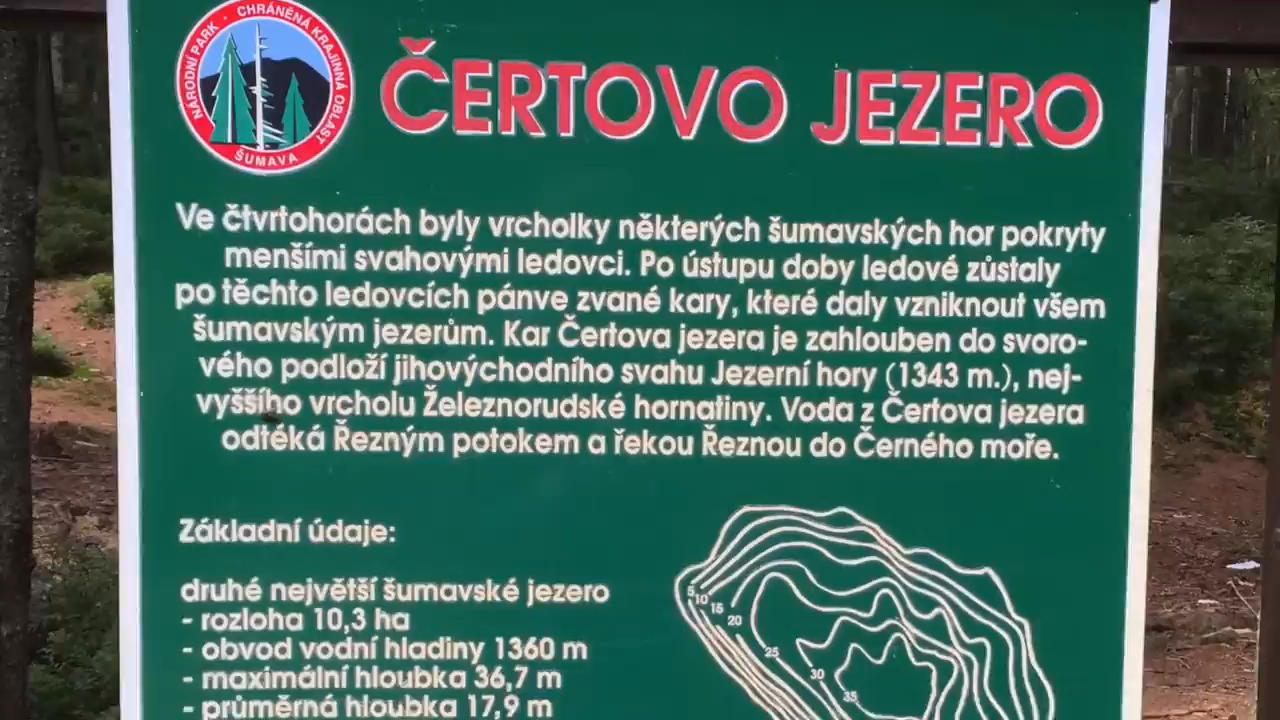 NÁRODNÍ PARK · CHRÁNĚNÁ KRAJINNÁ OBLAST
ŠUMAVA
ČERTOVO JEZERO
Ve čtvrtohorách byly vrcholky některých šumavských hor pokryty
menšími svahovými ledovci. Po ústupu doby ledové zůstaly
po těchto ledovcích pánve zvané kary, které daly vzniknout všem
šumavským jezerům. Kar Čertova jezera je zahlouben do svoro-
vého podloží jihovýchodního svahu Jezerní hory (1343 m.), nej-
vyššího vrcholu Železnorudské hornatiny. Voda z Čertova jezera
odtéká Řezným potokem a řekou Řeznou do Černého moře.
Základní údaje:
druhé největší šumavské jezero
- rozloha 10,3 ha
- obvod vodní hladiny 1360 m
- maximální hloubka 36,7 m
- průměrná hloubka 17,9 m
5
10
15
20
25
30
35